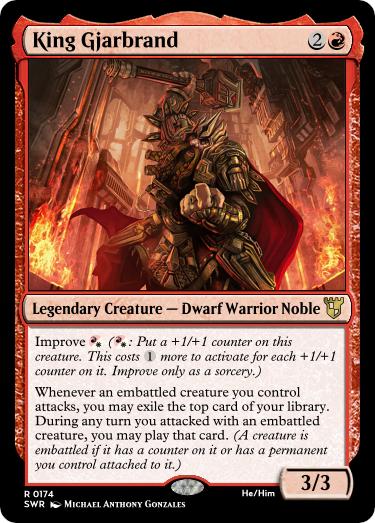 King Gjarbrand 2
Legendary Creature — Dwarf Warrior Noble
Improve (: Put a +1/+1 counter on this
creature. This costs 1 more to activate for each +1/+1
counter on it. Improve only as a sorcery.)
Whenever an embattled creature you control
attacks, you may exile the top card of your library.
During any turn you attacked with an embattled
creature, you may play that card. (A creature is
embattled if it has a counter on it or has a permanent
you control attached to it.)
3/3
R 0174 He/Him
SWR Michael Anthony Gonzales